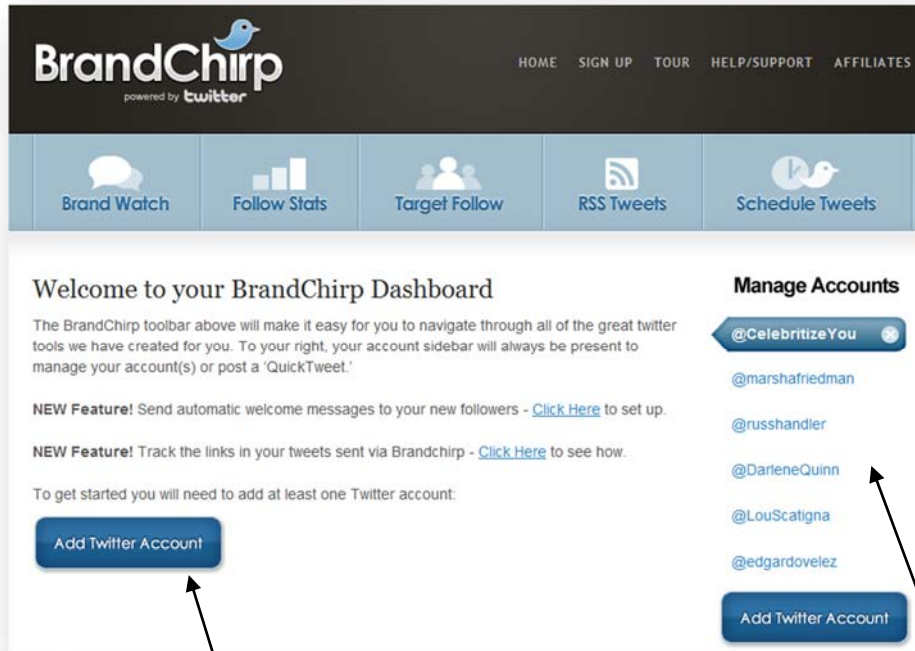 BrandChirp
powered by twitter
HOME SIGN UP TOUR HELP/SUPPORT AFFILIATES
Brand Watch
Follow Stats
Target Follow
RSS Tweets
Schedule Tweets
Welcome to your BrandChirp Dashboard
The BrandChirp toolbar above will make it easy for you to navigate through all of the great twitter
tools we have created for you. To your right, your account sidebar will always be present to
manage your account(s) or post a 'QuickTweet.'
NEW Feature! Send automatic welcome messages to your new followers - Click Here to set up.
NEW Feature! Track the links in your tweets sent via Brandchirp - Click Here to see how.
To get started you will need to add at least one Twitter account:
Add Twitter Account
Manage Accounts
@CelebritizeYou
@marshafriedman
@russhandler
@DarleneQuinn
@LouScatigna
@edgardovelez
Add Twitter Account